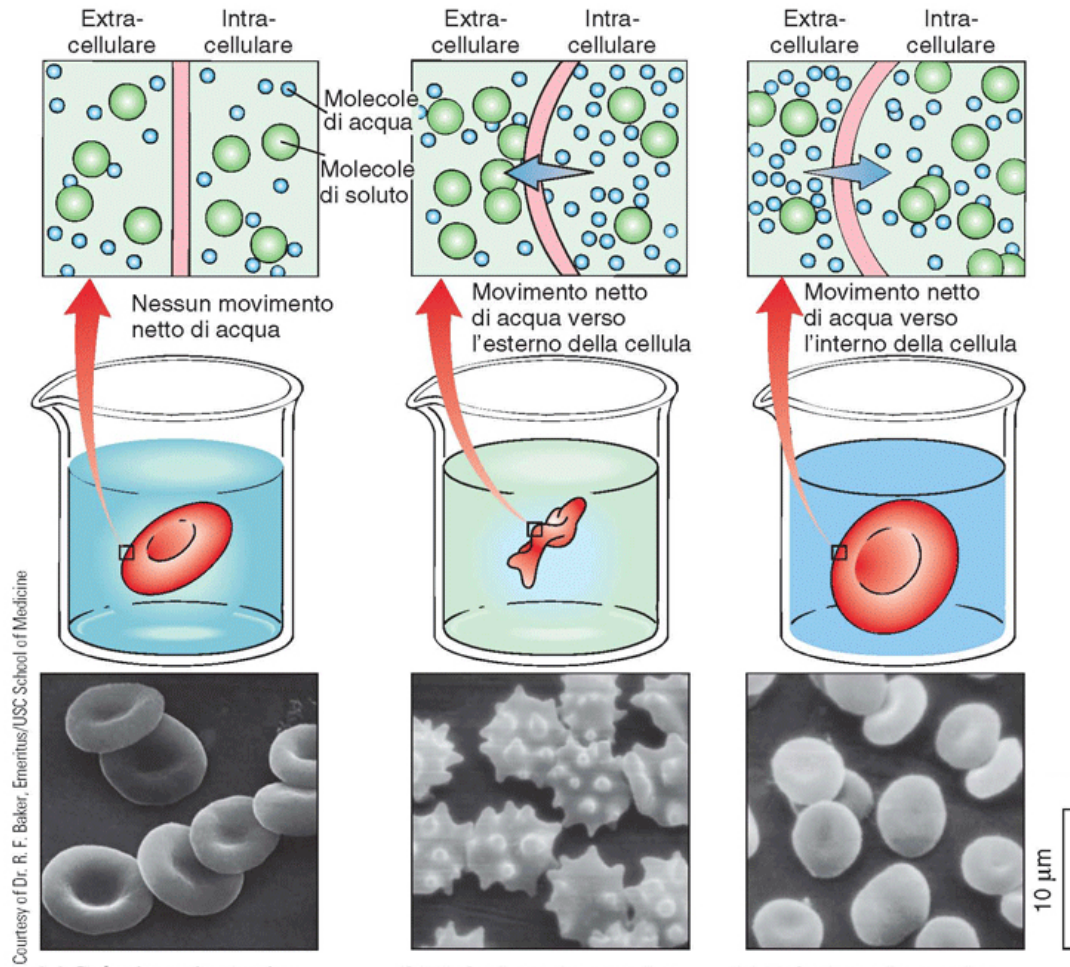 Extra-
cellulare
Intra-
cellulare
Extra-
cellulare
Intra-
cellulare
Extra-
cellulare
Intra-
cellulare
Molecole
di acqua
Molecole
di soluto
Nessun movimento
netto di acqua
Movimento netto
di acqua verso
l'esterno della cellula
Movimento netto
di acqua verso
l'interno della cellula
Courtesy of Dr. R. F. Baker, Emeritus/USC School of Medicine
10 μm